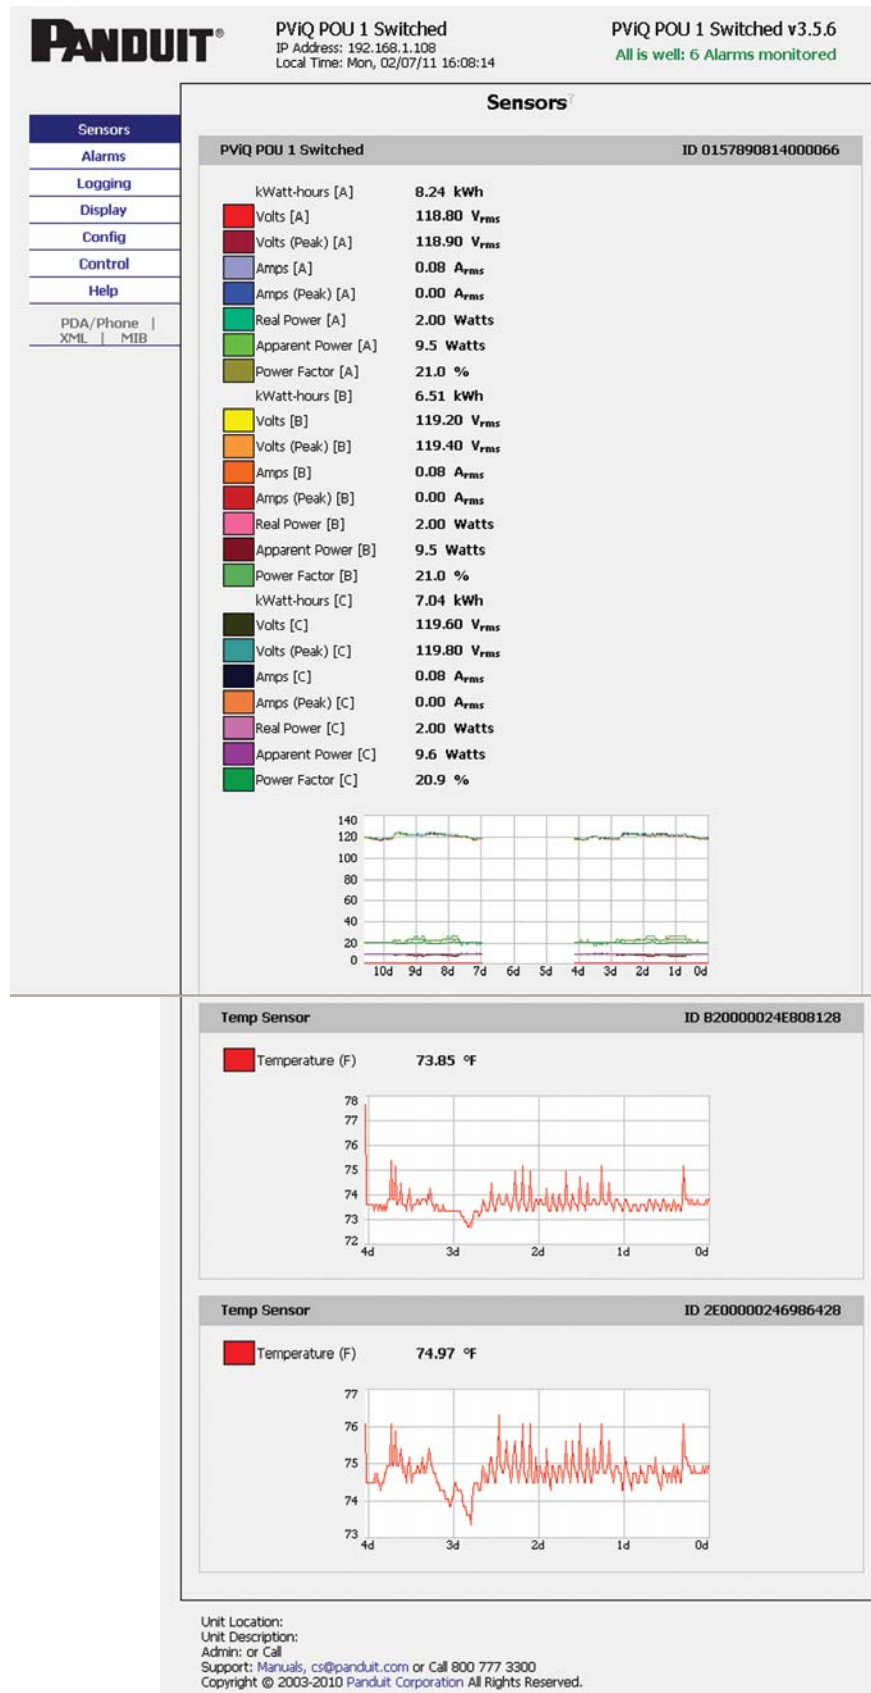 PANDUIT®
PViQ POU 1 Switched
IP Address: 192.168.1.108
Local Time: Mon, 02/07/11 16:08:14
PViQ POU 1 Switched v3.5.6
All is well: 6 Alarms monitored
Sensors
Alarms
Logging
Display
Config
Control
Help
PDA/Phone |
XML | MIB
Sensors?
PViQ POU 1 Switched ID 0157890814000066
kWatt-hours [A] 8.24 kWh
Volts [A] 118.80 Vrms
Volts (Peak) [A] 118.90 Vrms
Amps [A] 0.08 Arms
Amps (Peak) [A] 0.00 Arms
Real Power [A] 2.00 Watts
Apparent Power [A] 9.5 Watts
Power Factor [A] 21.0 %
kWatt-hours [B] 6.51 kWh
Volts [B] 119.20 Vrms
Volts (Peak) [B] 119.40 Vrms
Amps [B] 0.08 Arms
Amps (Peak) [B] 0.00 Arms
Real Power [B] 2.00 Watts
Apparent Power [B] 9.5 Watts
Power Factor [B] 21.0 %
kWatt-hours [C] 7.04 kWh
Volts [C] 119.60 Vrms
Volts (Peak) [C] 119.80 Vrms
Amps [C] 0.08 Arms
Amps (Peak) [C] 0.00 Arms
Real Power [C] 2.00 Watts
Apparent Power [C] 9.6 Watts
Power Factor [C] 20.9 %
140
120
100
80
60
40
20
0
10d 9d 8d 7d 6d 5d 4d 3d 2d 1d 0d
Temp Sensor ID B20000024E808128
Temperature (F) 73.85 °F
78
77
76
75
74
73
72
4d 3d 2d 1d 0d
Temp Sensor ID 2E00000246986428
Temperature (F) 74.97 °F
77
76
75
74
73
4d 3d 2d 1d 0d
Unit Location:
Unit Description:
Admin: or Call
Support: Manuals, cs@panduit.com or Call 800 777 3300
Copyright © 2003-2010 Panduit Corporation All Rights Reserved.